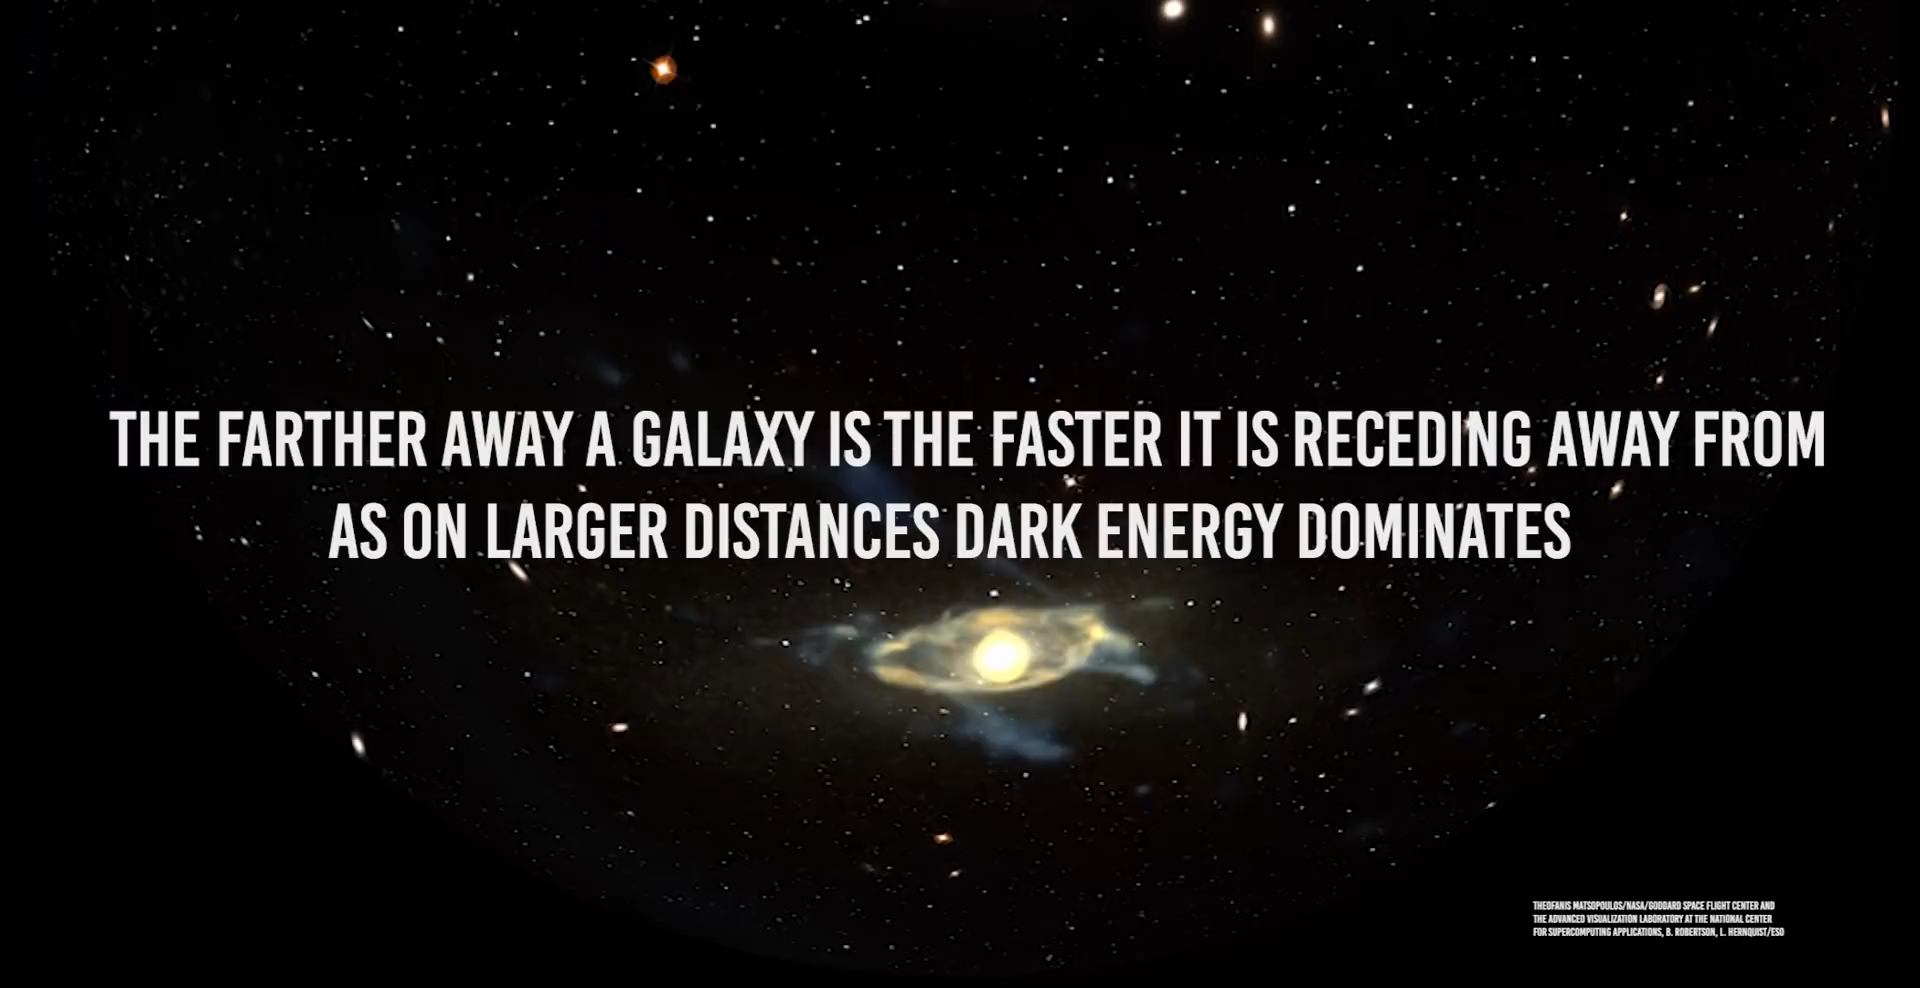 THE FARTHER AWAY A GALAXY IS THE FASTER IT IS RECEDING AWAY FROM
AS ON LARGER DISTANCES DARK ENERGY DOMINATES
THEOFANIS MATSOPOULOS/NASA/GODDARD SPACE FLIGHT CENTER AND
THE ADVANCED VISUALIZATION LABORATORY AT THE NATIONAL CENTER
FOR SUPERCOMPUTING APPLICATIONS, B. ROBERTSON, L. HERNQUIST/ESO